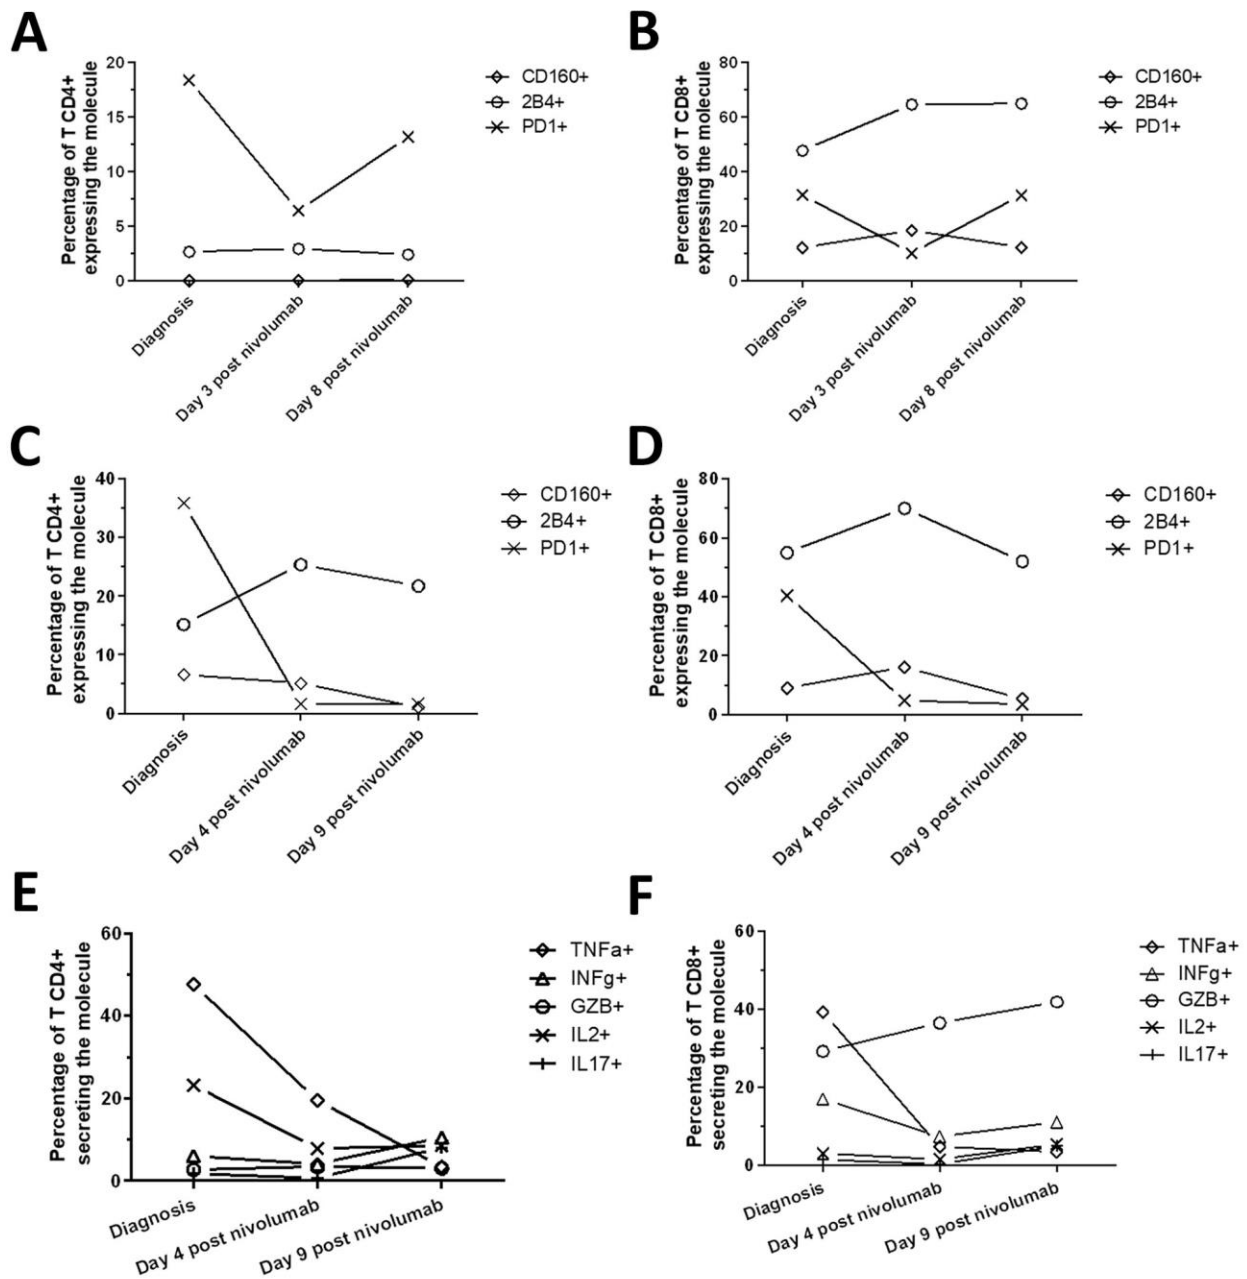 A
Percentage of T CD4+
expressing the molecule
20
15
10
5
0
Diagnosis
Day 3 post nivolumab
Day 8 post nivolumab
CD160+
2B4+
PD1+
B
Percentage of T CD8+
expressing the molecule
80
60
40
20
0
Diagnosis
Day 3 post nivolumab
Day 8 post nivolumab
CD160+
2B4+
PD1+
C
Percentage of T CD4+
expressing the molecule
40
30
20
10
0
Diagnosis
Day 4 post nivolumab
Day 9 post nivolumab
CD160+
2B4+
PD1+
D
Percentage of T CD8+
expressing the molecule
80
60
40
20
0
Diagnosis
Day 4 post nivolumab
Day 9 post nivolumab
CD160+
2B4+
PD1+
E
Percentage of T CD4+
secreting the molecule
60
40
20
0
Diagnosis
Day 4 post nivolumab
Day 9 post nivolumab
TNFa+
INFg+
GZB+
IL2+
IL17+
F
Percentage of T CD8+
secreting the molecule
60
40
20
0
Diagnosis
Day 4 post nivolumab
Day 9 post nivolumab
TNFa+
INFg+
GZB+
IL2+
IL17+